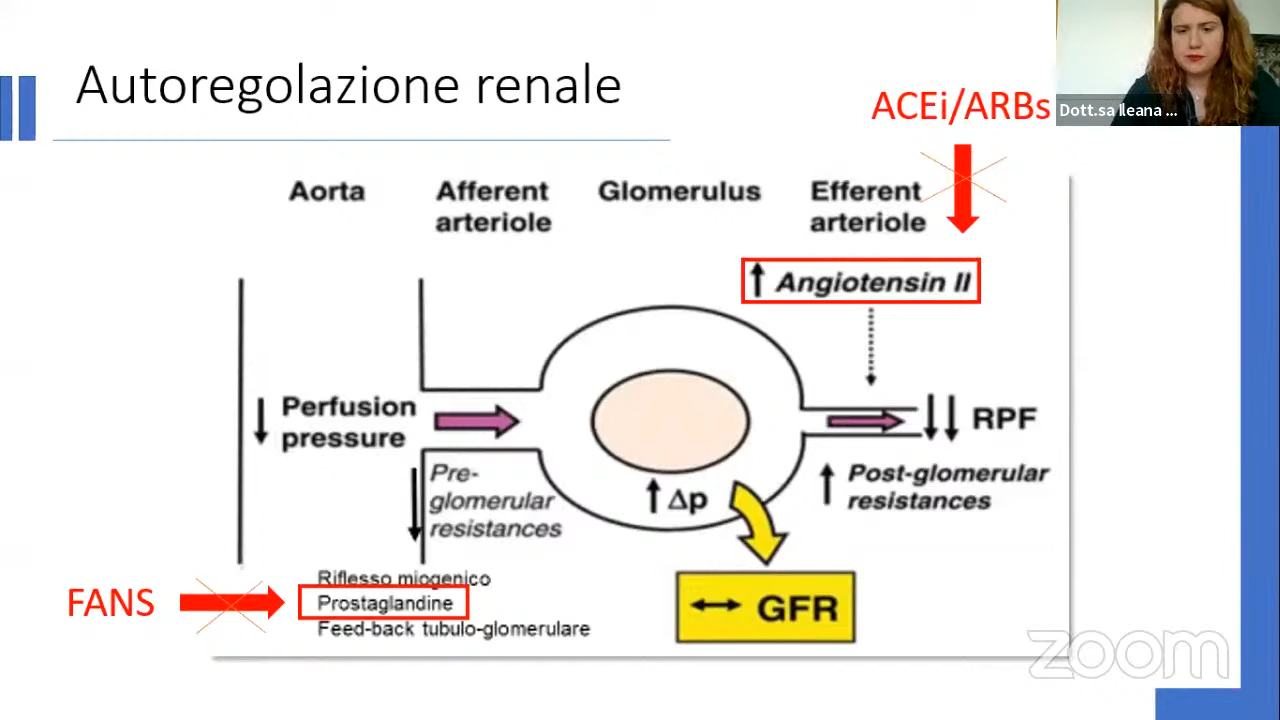 Autoregolazione renale
ACEi/ARBs
Dott.sa Ileana ...
Aorta
Afferent
arteriole
Glomerulus
Efferent
arteriole
↑ Angiotensin II
↓ Perfusion
pressure
↓↓ RPF
↓ Pre-
glomerular
resistances
↑ Δp
↑ Post-glomerular
resistances
Riflesso miogenico
FANS
Prostaglandine
Feed-back tubulo-glomerulare
↔ GFR
zoom